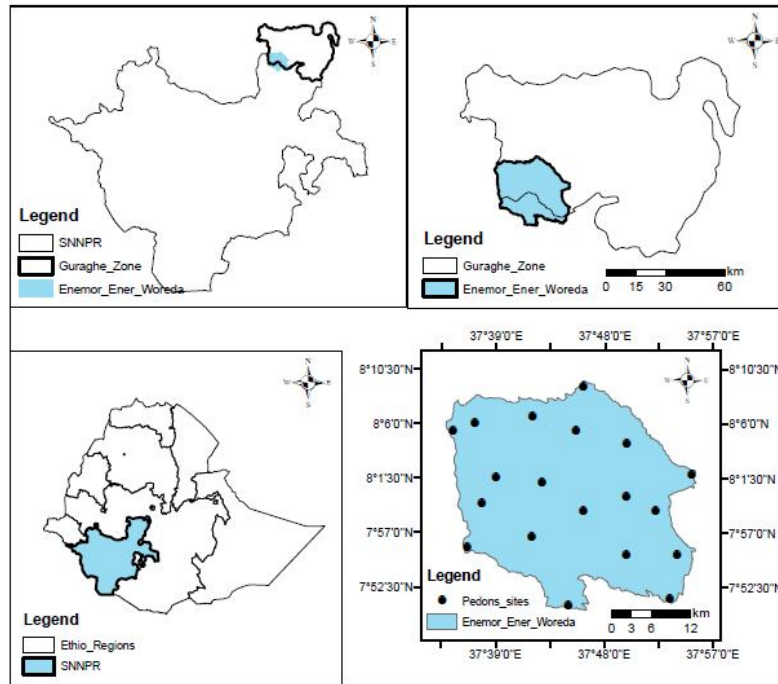 N
W E
S
Legend
SNNPR
Guraghe_Zone
Enemor_Ener_Woreda
N
W E
S
Legend
Guraghe_Zone
Enemor_Ener_Woreda
km
0 15 30 60
N
W E
S
Legend
Ethio_Regions
SNNPR
37°39'0"E 37°48'0"E 37°57'0"E
8°10'30"N
8°6'0"N
8°1'30"N
7°57'0"N
7°52'30"N
8°10'30"N
8°6'0"N
8°1'30"N
7°57'0"N
7°52'30"N
N
W E
S
Legend
Pedons_sites
Enemor_Ener_Woreda
km
0 3 6 12
37°39'0"E 37°48'0"E 37°57'0"E